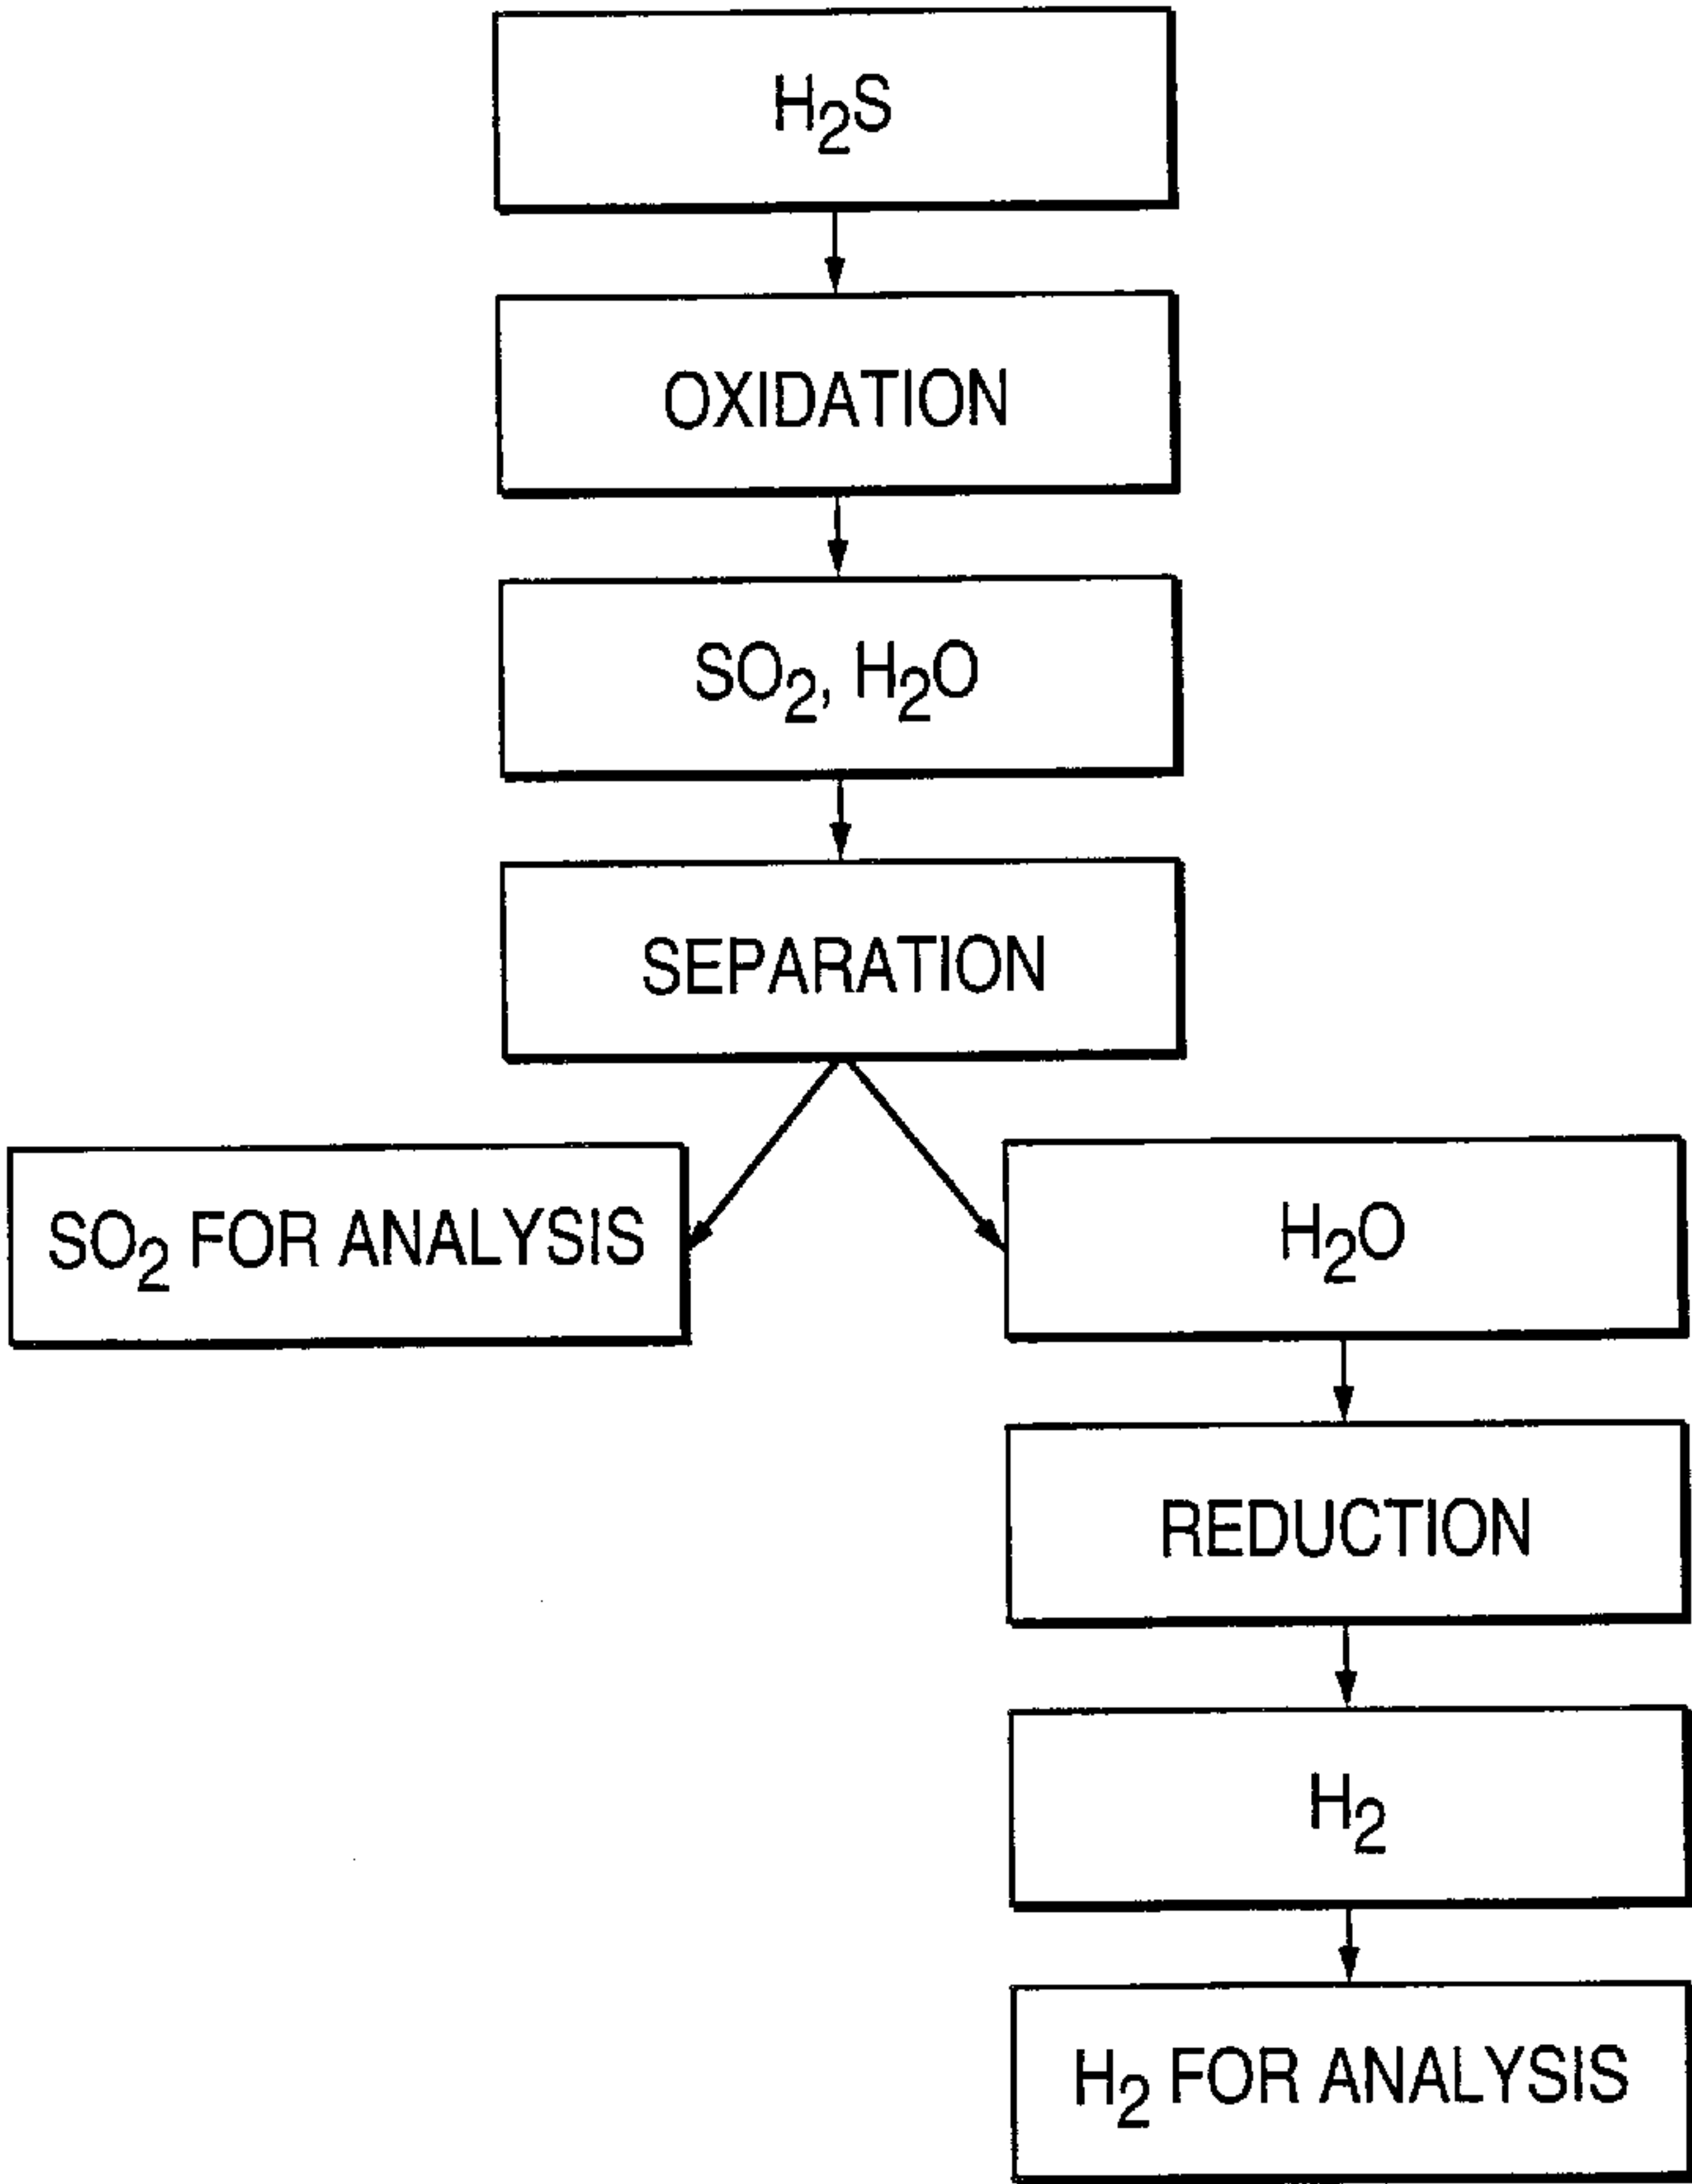 H₂S
OXIDATION
SO₂, H₂O
SEPARATION
SO₂ FOR ANALYSIS
H₂O
REDUCTION
H₂
H₂ FOR ANALYSIS